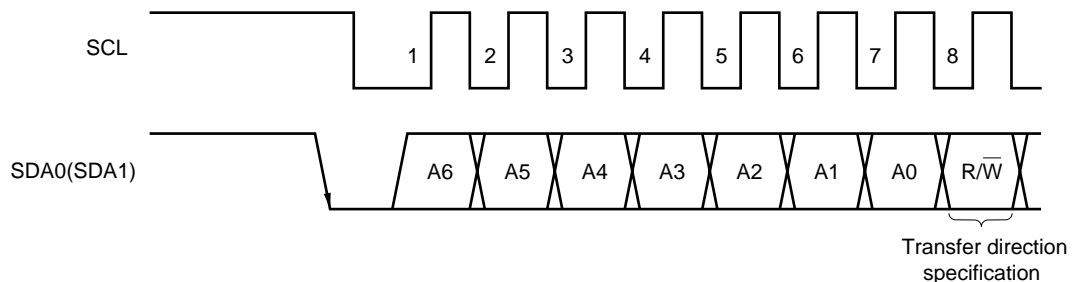 SCL
1 2 3 4 5 6 7 8
SDA0(SDA1)
A6 A5 A4 A3 A2 A1 A0 R/W̅
Transfer direction
specification